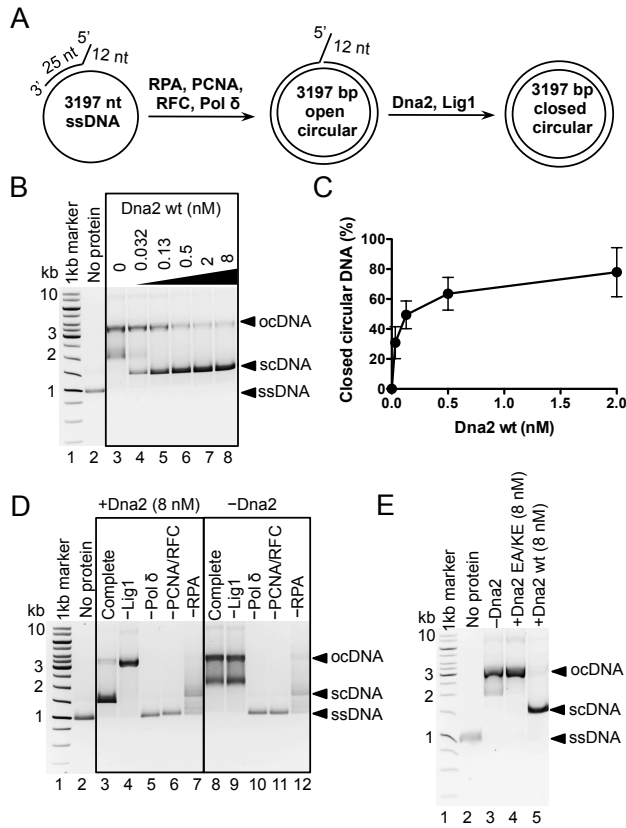 A
5’
3’ 25 nt 12 nt
3197 nt
ssDNA
RPA, PCNA,
RFC, Pol δ
5’
12 nt
3197 bp
open
circular
Dna2, Lig1
3197 bp
closed
circular
B
Dna2 wt (nM)
1kb marker
No protein
0
0.032
0.13
0.5
2
8
kb
10
3
2
1
ocDNA
scDNA
ssDNA
1 2 3 4 5 6 7 8
C
Closed circular DNA (%)
100
80
60
40
20
0
0.0 0.5 1.0 1.5 2.0
Dna2 wt (nM)
D
+Dna2 (8 nM) −Dna2
1kb marker
No protein
Complete
−Lig1
−Pol δ
−PCNA/RFC
−RPA
Complete
−Lig1
−Pol δ
−PCNA/RFC
−RPA
kb
10
3
2
1
ocDNA
scDNA
ssDNA
1 2 3 4 5 6 7 8 9 10 11 12
E
1kb marker
No protein
−Dna2
+Dna2 EA/KE (8 nM)
+Dna2 wt (8 nM)
kb
10
3
2
1
ocDNA
scDNA
ssDNA
1 2 3 4 5